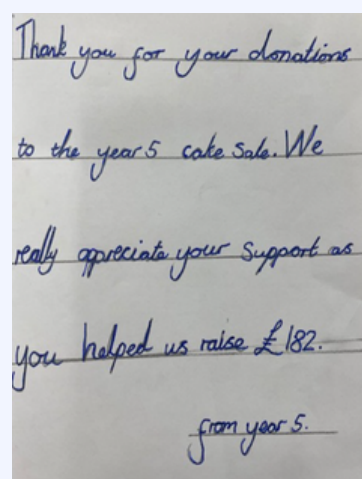 Thank you for your donations
to the year 5 cake sale. We
really appreciate your support as
you helped us raise £182.
from year 5.